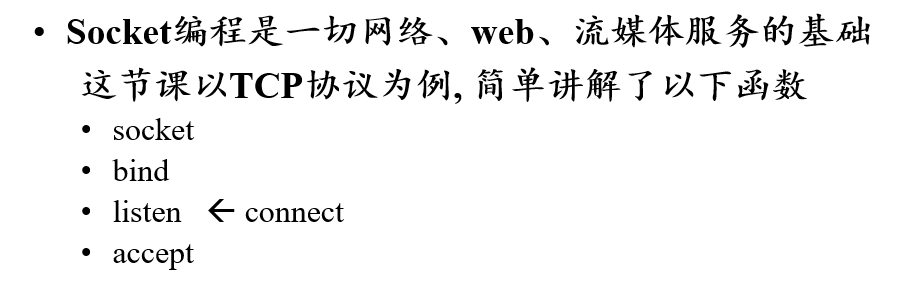 • Socket编程是一切网络、web、流媒体服务的基础
这节课以TCP协议为例, 简单讲解了以下函数
• socket
• bind
• listen ← connect
• accept